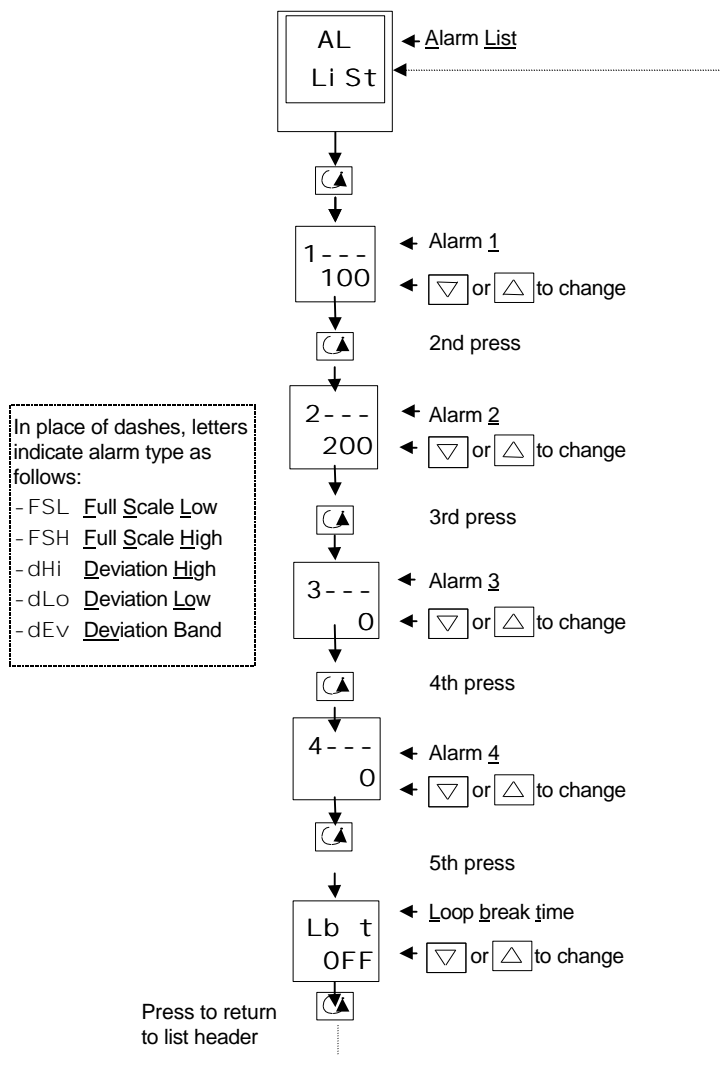 AL
Li St
Alarm List
1---
100
Alarm 1
or to change
2nd press
2---
200
Alarm 2
or to change
In place of dashes, letters
indicate alarm type as
follows:
-FSL Full Scale Low
-FSH Full Scale High
-dHi Deviation High
-dLo Deviation Low
-dEv Deviation Band
3rd press
3---
0
Alarm 3
or to change
4th press
4---
0
Alarm 4
or to change
5th press
Lb t
OFF
Loop break time
or to change
Press to return
to list header